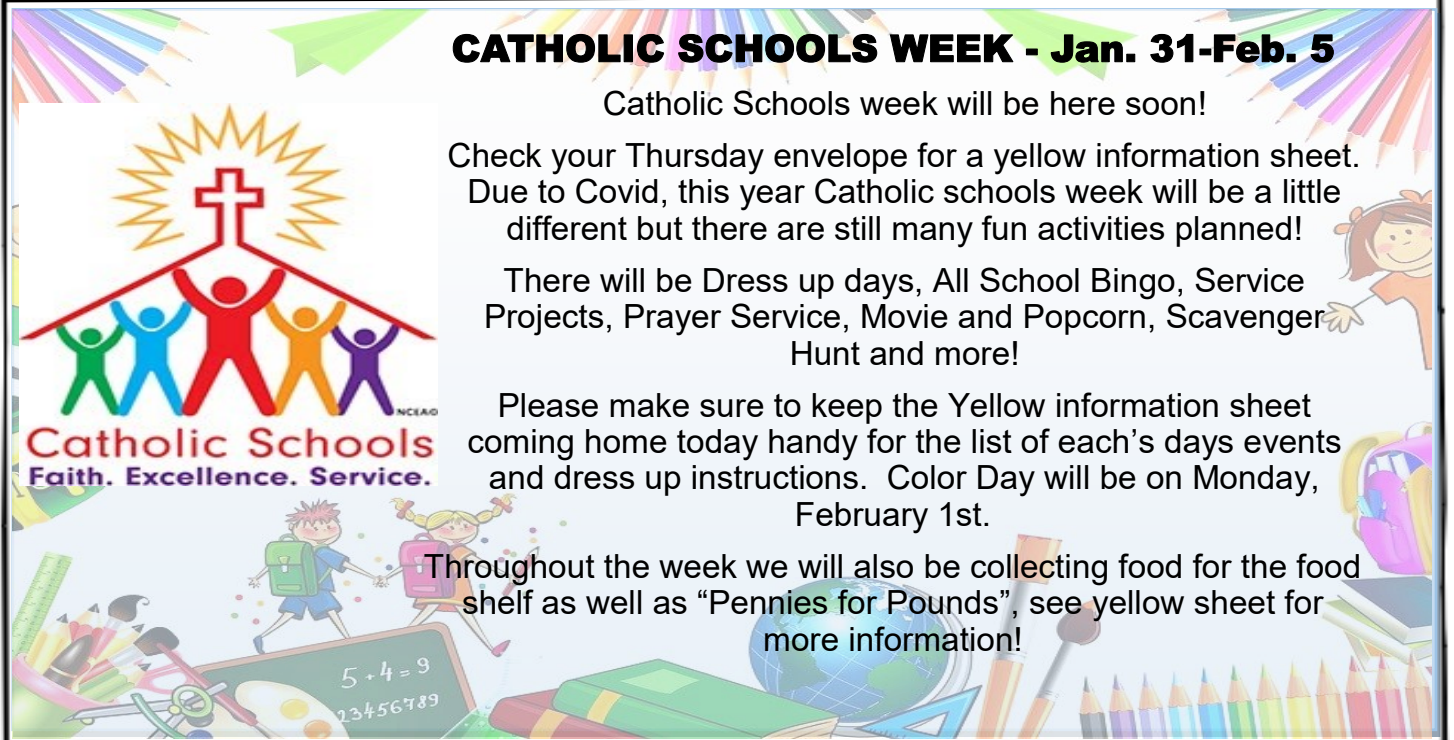 CATHOLIC SCHOOLS WEEK - Jan. 31-Feb. 5
Catholic Schools week will be here soon!
Check your Thursday envelope for a yellow information sheet.
Due to Covid, this year Catholic schools week will be a little
different but there are still many fun activities planned!
There will be Dress up days, All School Bingo, Service
Projects, Prayer Service, Movie and Popcorn, Scavenger
Hunt and more!
Please make sure to keep the Yellow information sheet
coming home today handy for the list of each’s days events
and dress up instructions.  Color Day will be on Monday,
February 1st.
Throughout the week we will also be collecting food for the food
shelf as well as “Pennies for Pounds”, see yellow sheet for
more information!
NCEA©
Catholic Schools
Faith. Excellence. Service.
5+4=9
23456789